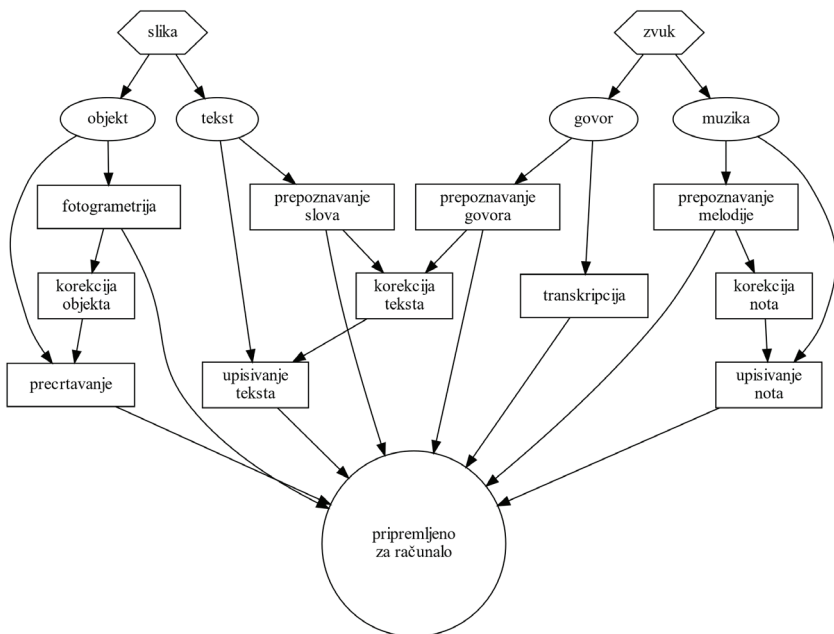 slika
zvuk
objekt
tekst
govor
muzika
fotogrametrija
prepoznavanje
slova
prepoznavanje
govora
prepoznavanje
melodije
korekcija
objekta
korekcija
teksta
transkripcija
korekcija
nota
precrtavanje
upisivanje
teksta
upisivanje
nota
pripremljeno
za računalo